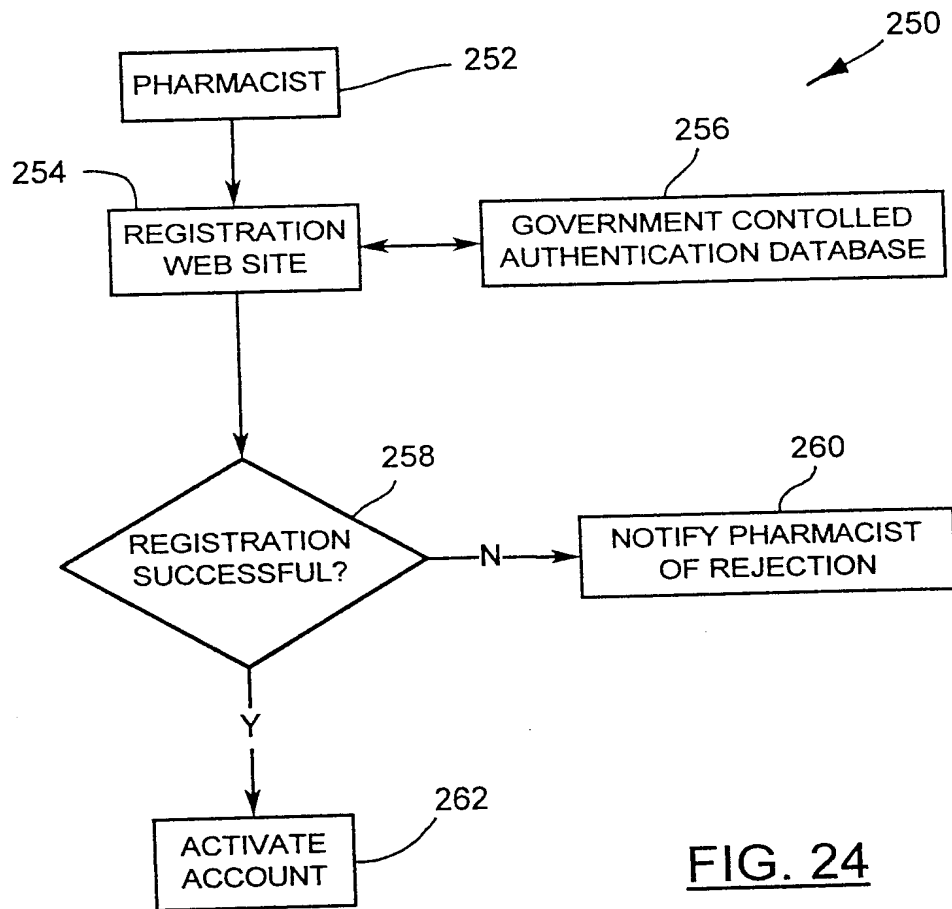 250
PHARMACIST
252
254
256
REGISTRATION
WEB SITE
GOVERNMENT CONTOLLED
AUTHENTICATION DATABASE
258
260
REGISTRATION
SUCCESSFUL?
N
NOTIFY PHARMACIST
OF REJECTION
Y
262
ACTIVATE
ACCOUNT
FIG. 24